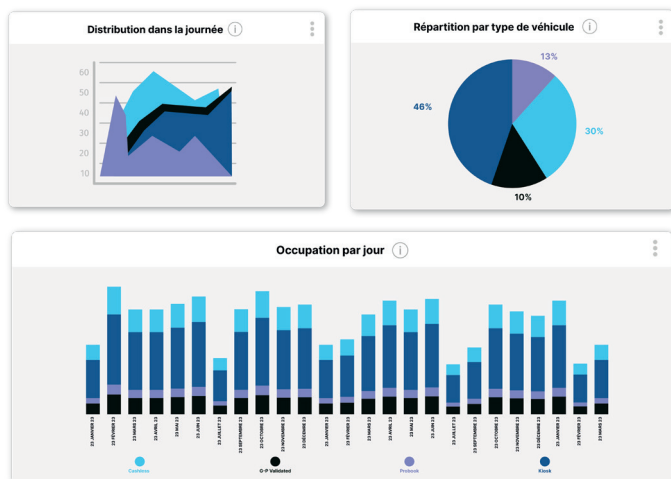 Distribution dans la journée
60
50
40
30
20
10
Répartition par type de véhicule
13%
46%
30%
10%
Occupation par jour
23 JANVIER 23
23 FÉVRIER 23
23 MARS 23
23 AVRIL 23
23 MAI 23
23 JUIN 23
23 JUILLET 23
23 SEPTEMBRE 23
23 OCTOBRE 23
23 NOVEMBRE 23
23 DÉCEMBRE 23
23 JANVIER 23
23 FÉVRIER 23
23 MARS 23
23 AVRIL 23
23 MAI 23
23 JUIN 23
23 JUILLET 23
23 SEPTEMBRE 23
23 OCTOBRE 23
23 NOVEMBRE 23
23 DÉCEMBRE 23
23 JANVIER 23
23 FÉVRIER 23
23 MARS 23
Cashless
G-P Validated
Probook
Kiosk